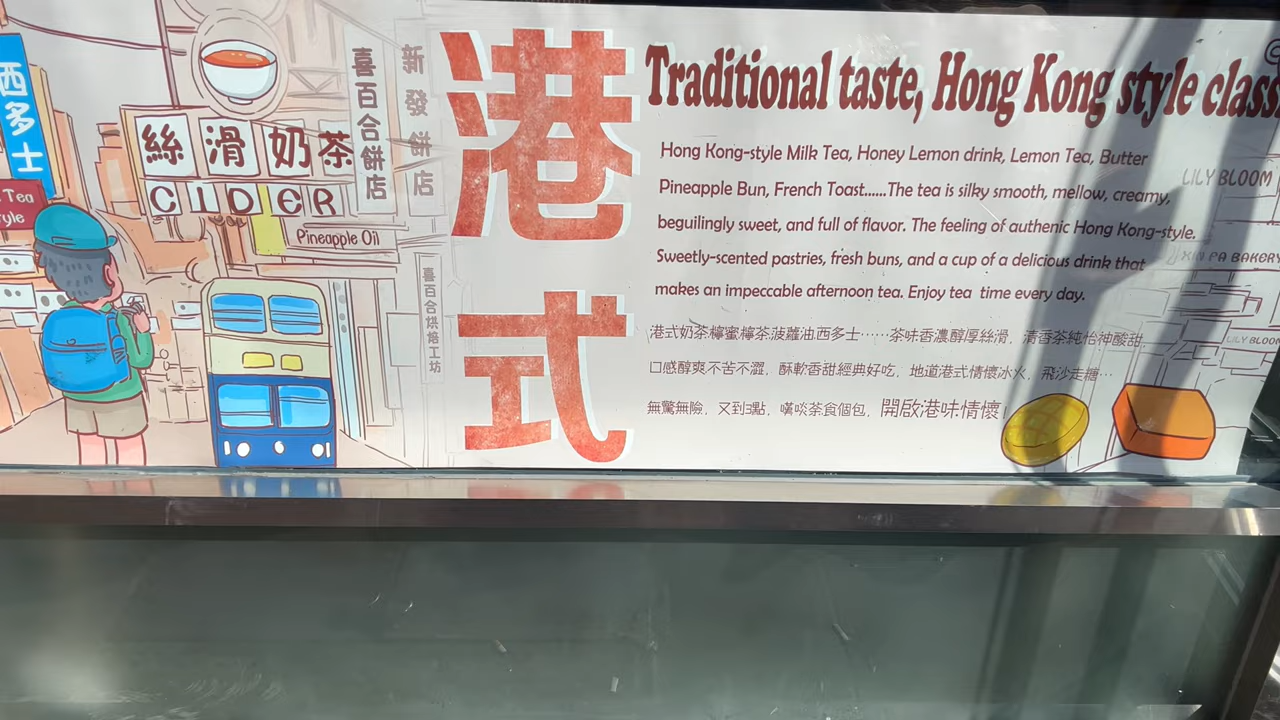 西多士
Tea
yle
絲滑奶茶
CIDER
Pineapple Oil
喜百合餅店
新發餅店
喜百合烘焙工坊
港式
Traditional taste, Hong Kong style class
Hong Kong-style Milk Tea, Honey Lemon drink, Lemon Tea, Butter
Pineapple Bun, French Toast......The tea is silky smooth, mellow, creamy,
beguilingly sweet, and full of flavor. The feeling of authenic Hong Kong-style.
Sweetly-scented pastries, fresh buns, and a cup of a delicious drink that
makes an impeccable afternoon tea. Enjoy tea time every day.
港式奶茶.檸蜜.檸茶.菠蘿油.西多士……茶味香濃醇厚絲滑, 清香茶純怡神酸甜,
口感醇爽不苦不澀, 酥軟香甜經典好吃, 地道港式情懷冰火, 飛沙走糖…
無驚無險, 又到3點, 嘆啖茶食個包, 開啟港味情懷!
LILY BLOOM
XIN PA BAKERY
LILY BLOOM